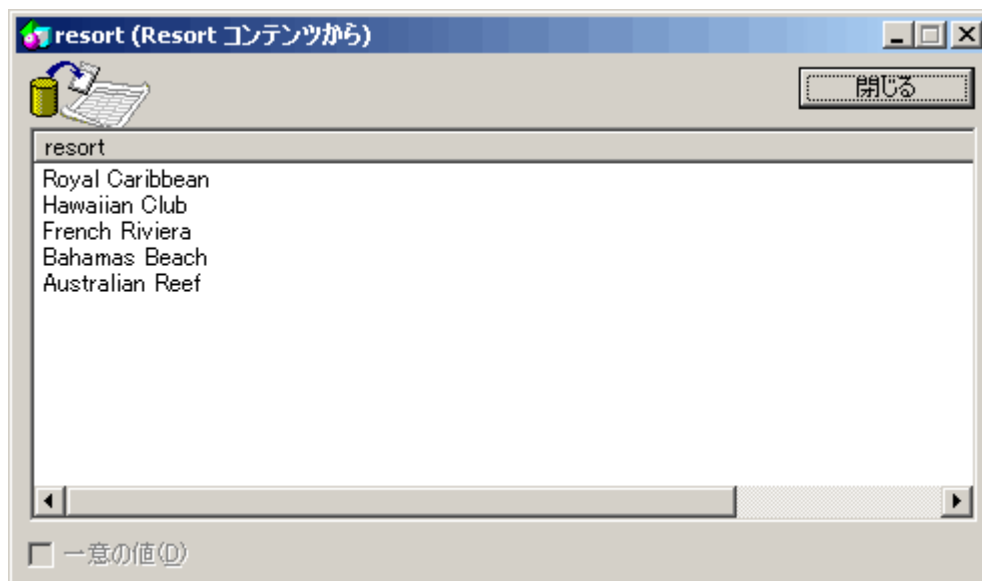 resort (Resort コンテンツから)
閉じる
resort
Royal Caribbean
Hawaiian Club
French Riviera
Bahamas Beach
Australian Reef
一意の値(D)